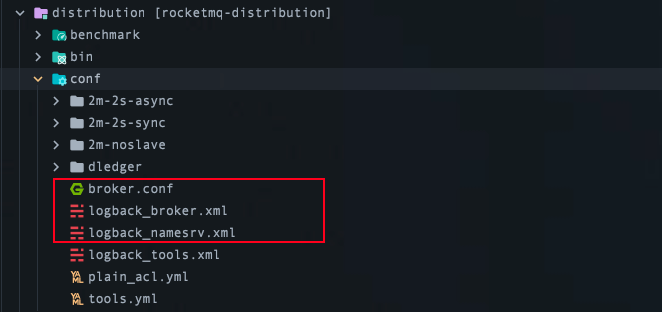 distribution [rocketmq-distribution]
benchmark
bin
conf
2m-2s-async
2m-2s-sync
2m-noslave
dledger
broker.conf
logback_broker.xml
logback_namesrv.xml
logback_tools.xml
plain_acl.yml
tools.yml